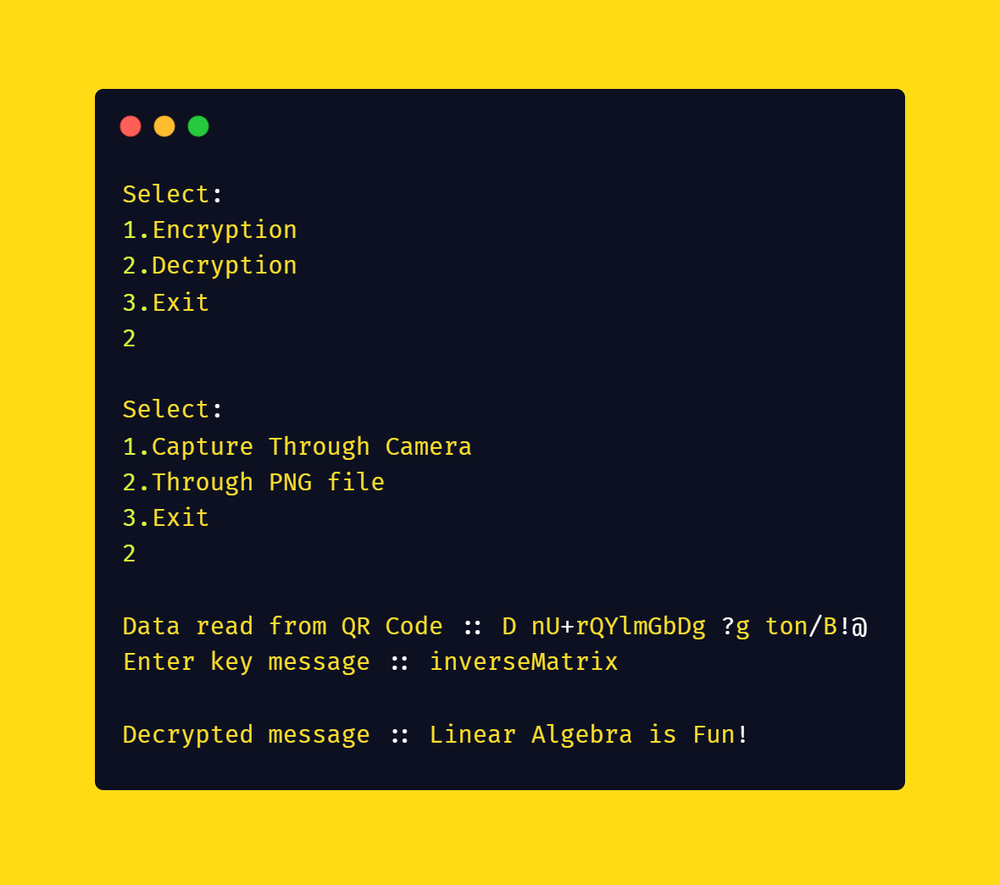 Select:
1.Encryption
2.Decryption
3.Exit
2
Select:
1.Capture Through Camera
2.Through PNG file
3.Exit
2
Data read from QR Code :: D nU+rQYlmGbDg ?g ton/B!@
Enter key message :: inverseMatrix
Decrypted message :: Linear Algebra is Fun!